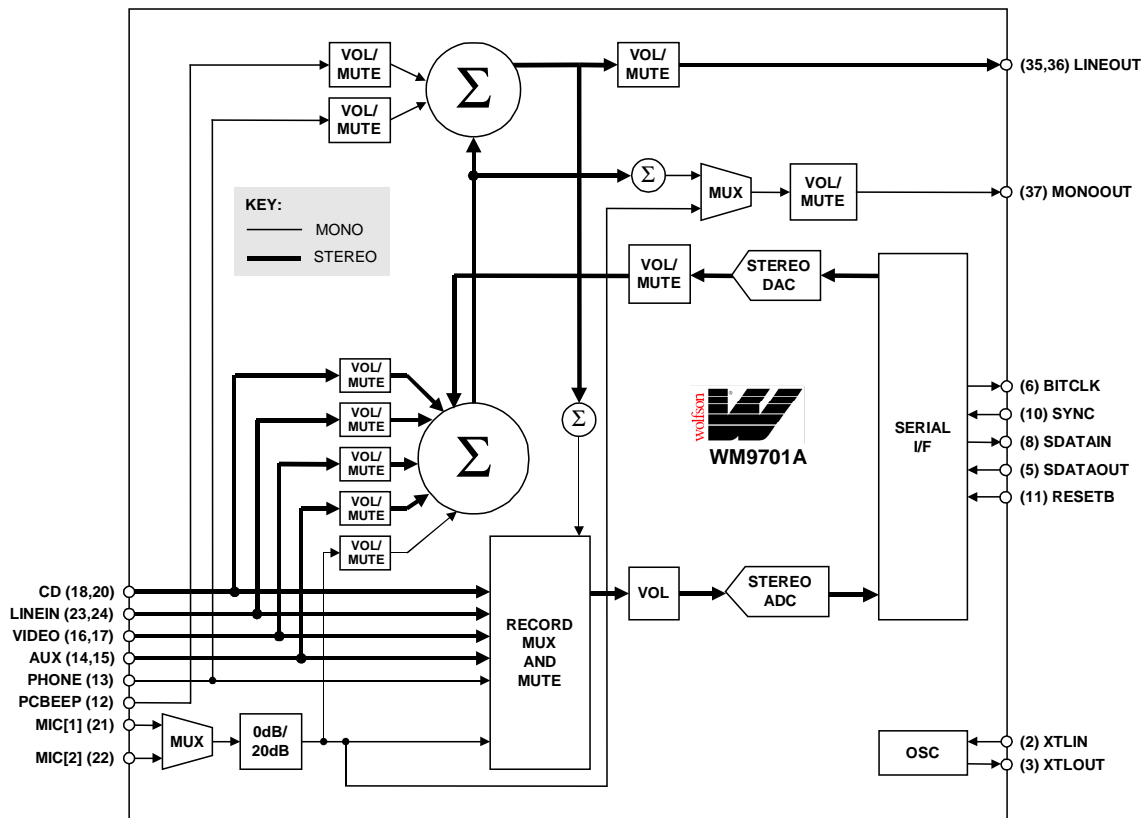 VOL/
MUTE
VOL/
MUTE
Σ
VOL/
MUTE
(35,36) LINEOUT
Σ
MUX
VOL/
MUTE
(37) MONOOUT
KEY:
MONO
STEREO
VOL/
MUTE
STEREO
DAC
VOL/
MUTE
VOL/
MUTE
VOL/
MUTE
VOL/
MUTE
VOL/
MUTE
Σ
Σ
wolfson
®
WM9701A
SERIAL
I/F
(6) BITCLK
(10) SYNC
(8) SDATAIN
(5) SDATAOUT
(11) RESETB
CD (18,20)
LINEIN (23,24)
VIDEO (16,17)
AUX (14,15)
PHONE (13)
PCBEEP (12)
MIC[1] (21)
MIC[2] (22)
MUX
0dB/
20dB
RECORD
MUX
AND
MUTE
VOL
STEREO
ADC
OSC
(2) XTLIN
(3) XTLOUT